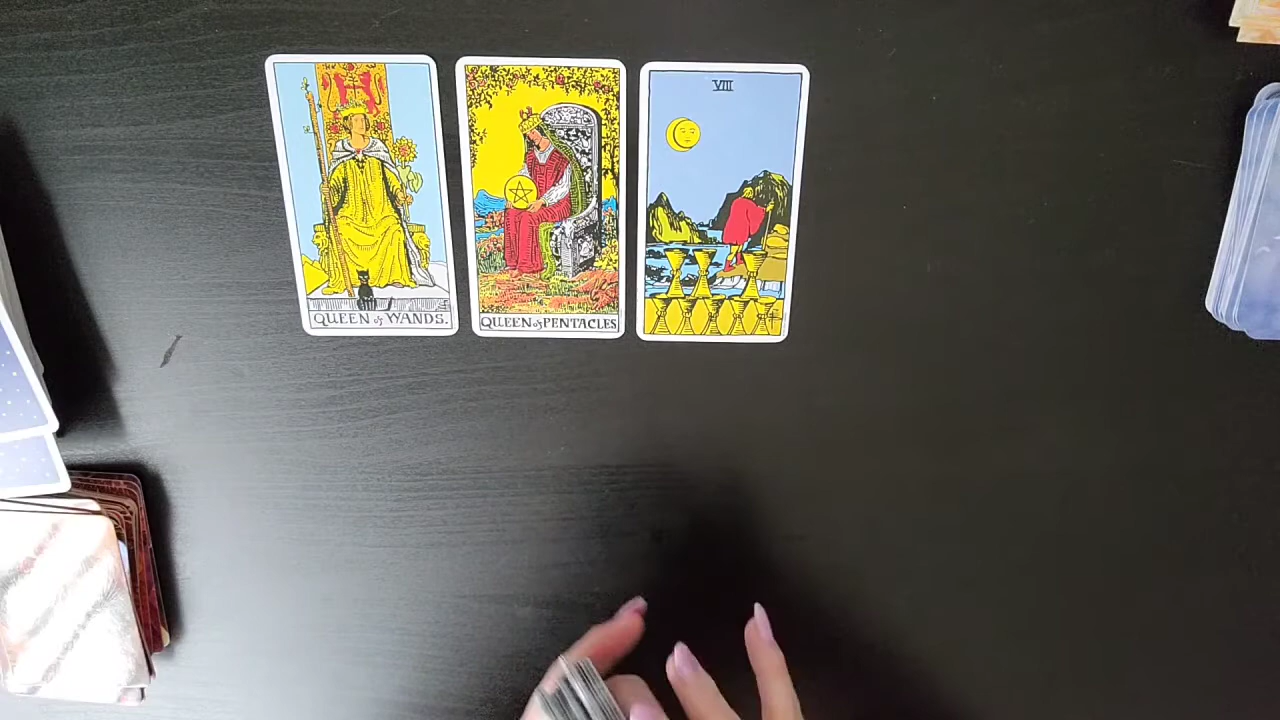 QUEEN of WANDS.
QUEEN of PENTACLES
VIII